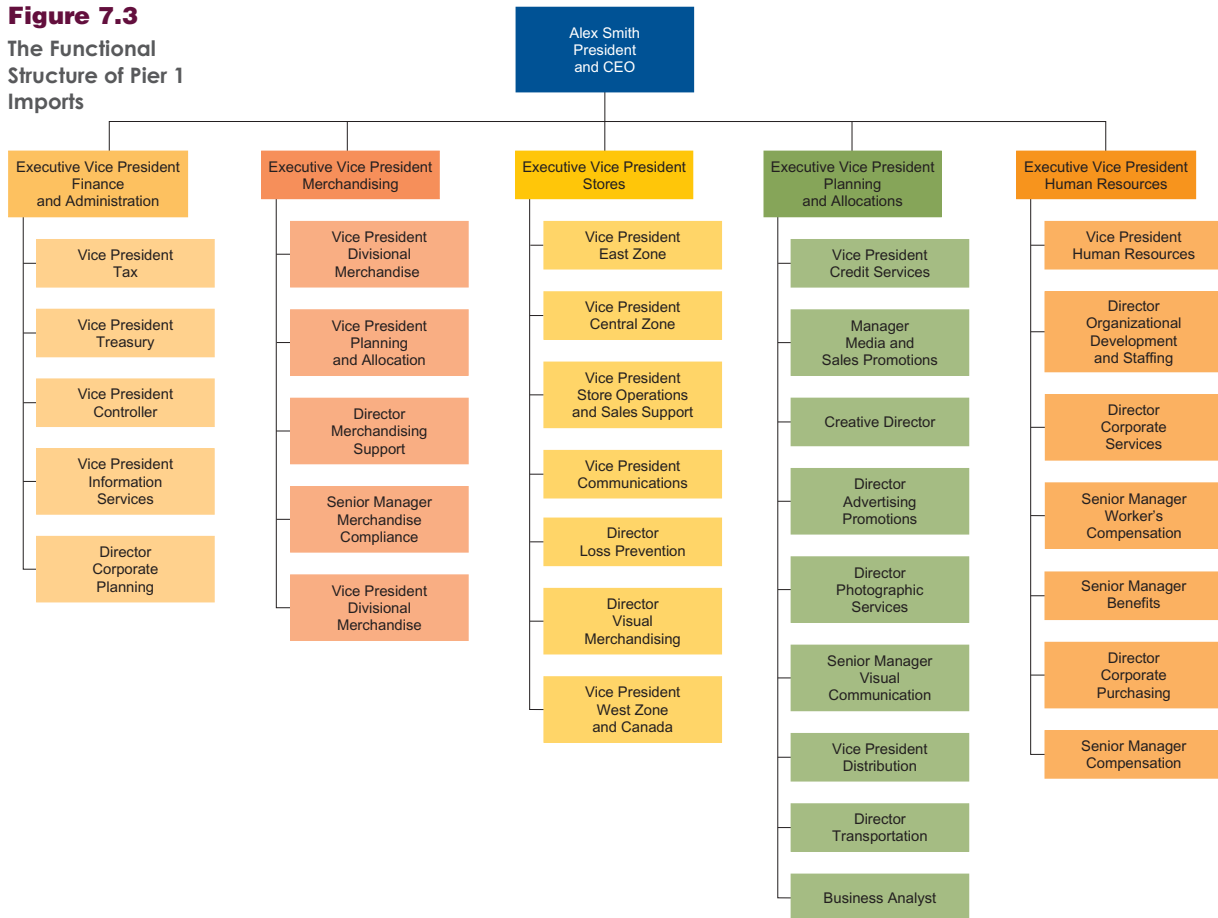 Figure 7.3
The Functional
Structure of Pier 1
Imports
Alex Smith
President
and CEO
Executive Vice President
Finance
and Administration
Vice President
Tax
Vice President
Treasury
Vice President
Controller
Vice President
Information
Services
Director
Corporate
Planning
Executive Vice President
Merchandising
Vice President
Divisional
Merchandise
Vice President
Planning
and Allocation
Director
Merchandising
Support
Senior Manager
Merchandise
Compliance
Vice President
Divisional
Merchandise
Executive Vice President
Stores
Vice President
East Zone
Vice President
Central Zone
Vice President
Store Operations
and Sales Support
Vice President
Communications
Director
Loss Prevention
Director
Visual
Merchandising
Vice President
West Zone
and Canada
Executive Vice President
Planning
and Allocations
Vice President
Credit Services
Manager
Media and
Sales Promotions
Creative Director
Director
Advertising
Promotions
Director
Photographic
Services
Senior Manager
Visual
Communication
Vice President
Distribution
Director
Transportation
Business Analyst
Executive Vice President
Human Resources
Vice President
Human Resources
Director
Organizational
Development
and Staffing
Director
Corporate
Services
Senior Manager
Worker's
Compensation
Senior Manager
Benefits
Director
Corporate
Purchasing
Senior Manager
Compensation